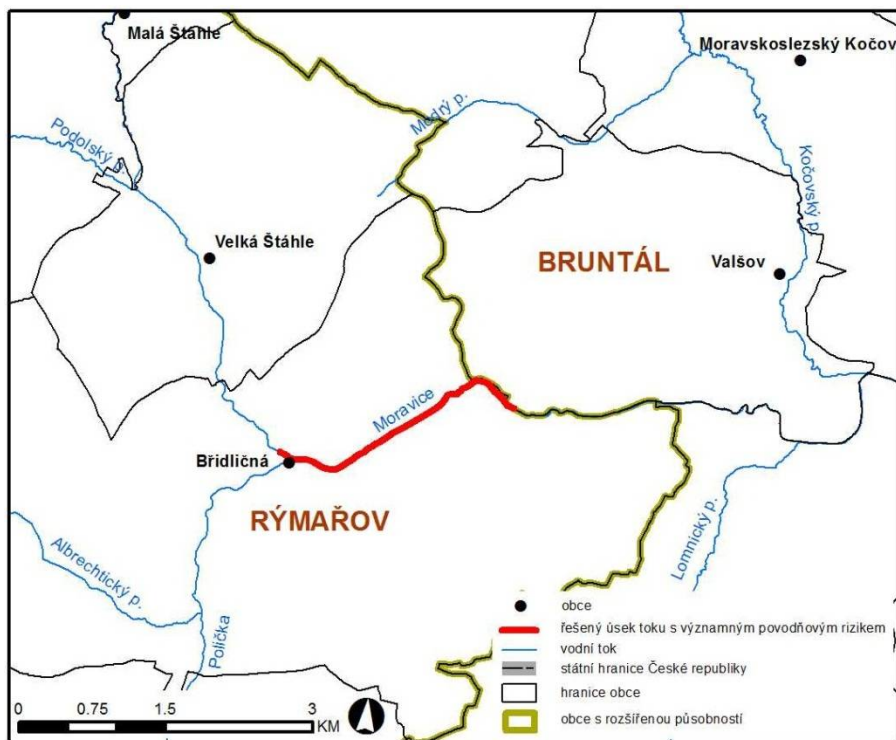 Malá Štáhle
Moravskoslezský Kočov
Modrý p.
Podolský p.
Kočovský p.
Velká Štáhle
BRUNTÁL
Valšov
Moravice
Břidličná
RÝMAŘOV
Lomnický p.
Albrechtický p.
Polička
obce
řešený úsek toku s významným povodňovým rizikem
vodní tok
státní hranice České republiky
hranice obce
obce s rozšířenou působností
0 0.75 1.5 3
KM